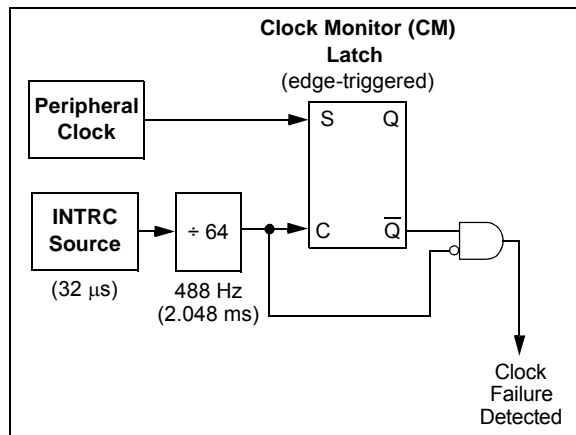 Clock Monitor (CM)
Latch
(edge-triggered)
Peripheral
Clock
S
Q
INTRC
Source
÷ 64
C
Q̅
(32 μs)
488 Hz
(2.048 ms)
Clock
Failure
Detected